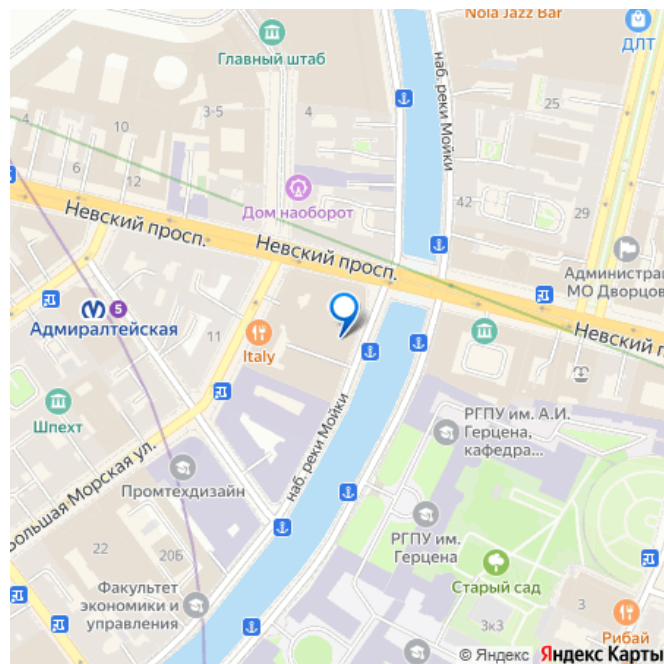 Nola Jazz Bar
ДЛТ
Главный штаб
наб. реки Мойки
3-5
4
25
10
6
12
42
29
Дом наоборот
Невский просп.
Невский просп.
Администрац
МО Дворцов
5
Адмиралтейская
11
Italy
Невский п
Шпехт
РГПУ им. А.И.
Герцена,
кафедра...
наб. реки Мойки
Большая Морская ул.
Промтехдизайн
РГПУ им.
Герцена
22
20Б
Старый сад
Факультет
экономики и
управления
3
3к3
Рибай
© Яндекс Яндекс Карты